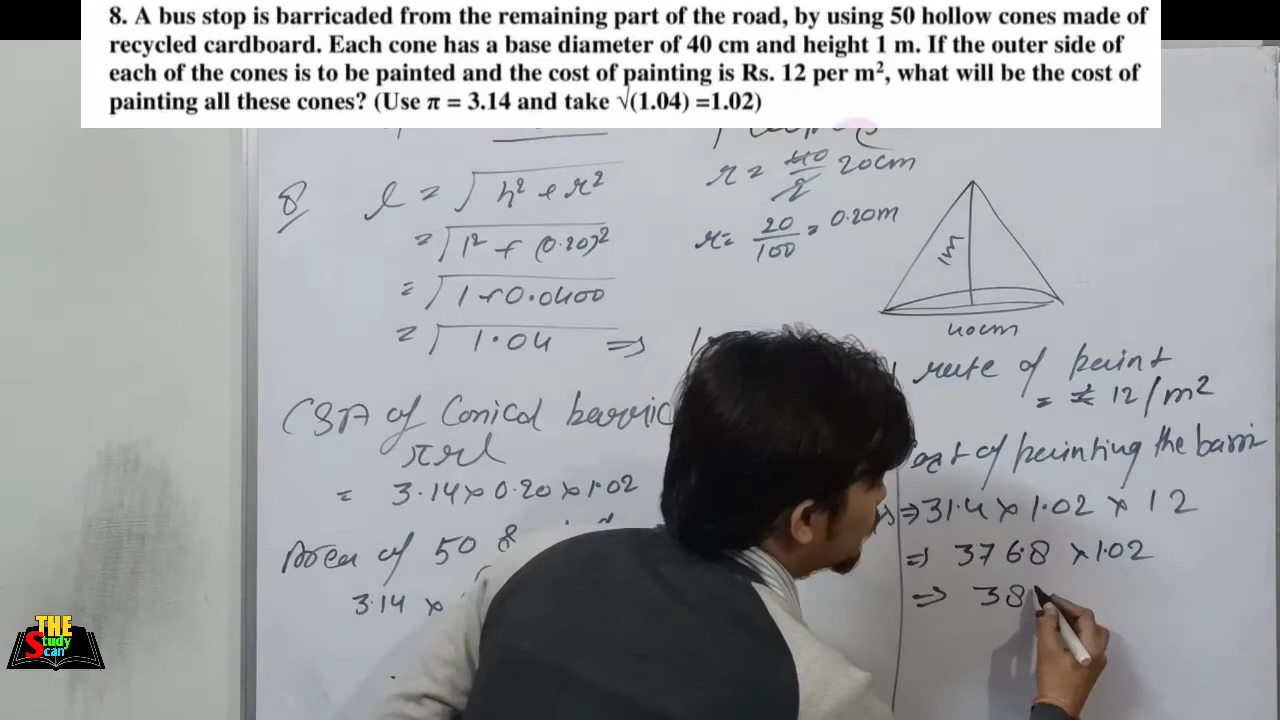 8. A bus stop is barricaded from the remaining part of the road, by using 50 hollow cones made of
recycled cardboard. Each cone has a base diameter of 40 cm and height 1 m. If the outer side of
each of the cones is to be painted and the cost of painting is Rs. 12 per m², what will be the cost of
painting all these cones? (Use π = 3.14 and take √(1.04) =1.02)
8 l = √h² + r²
= √1² + (0.20)²
= √1+0.0400
= √1.04 ⇒
r = 40/2 20cm
r = 20/100 = 0.20m
1m
40cm
CSA of Conical barric
πrl
= 3.14 × 0.20 × 1.02
Area of 50
3.14 ×
rate of paint
= ₹ 12/m²
Cost of painting the barri
⇒ 31.4 × 1.02 × 12
⇒ 376.8 × 1.02
⇒ 38
THE
Study
Scan